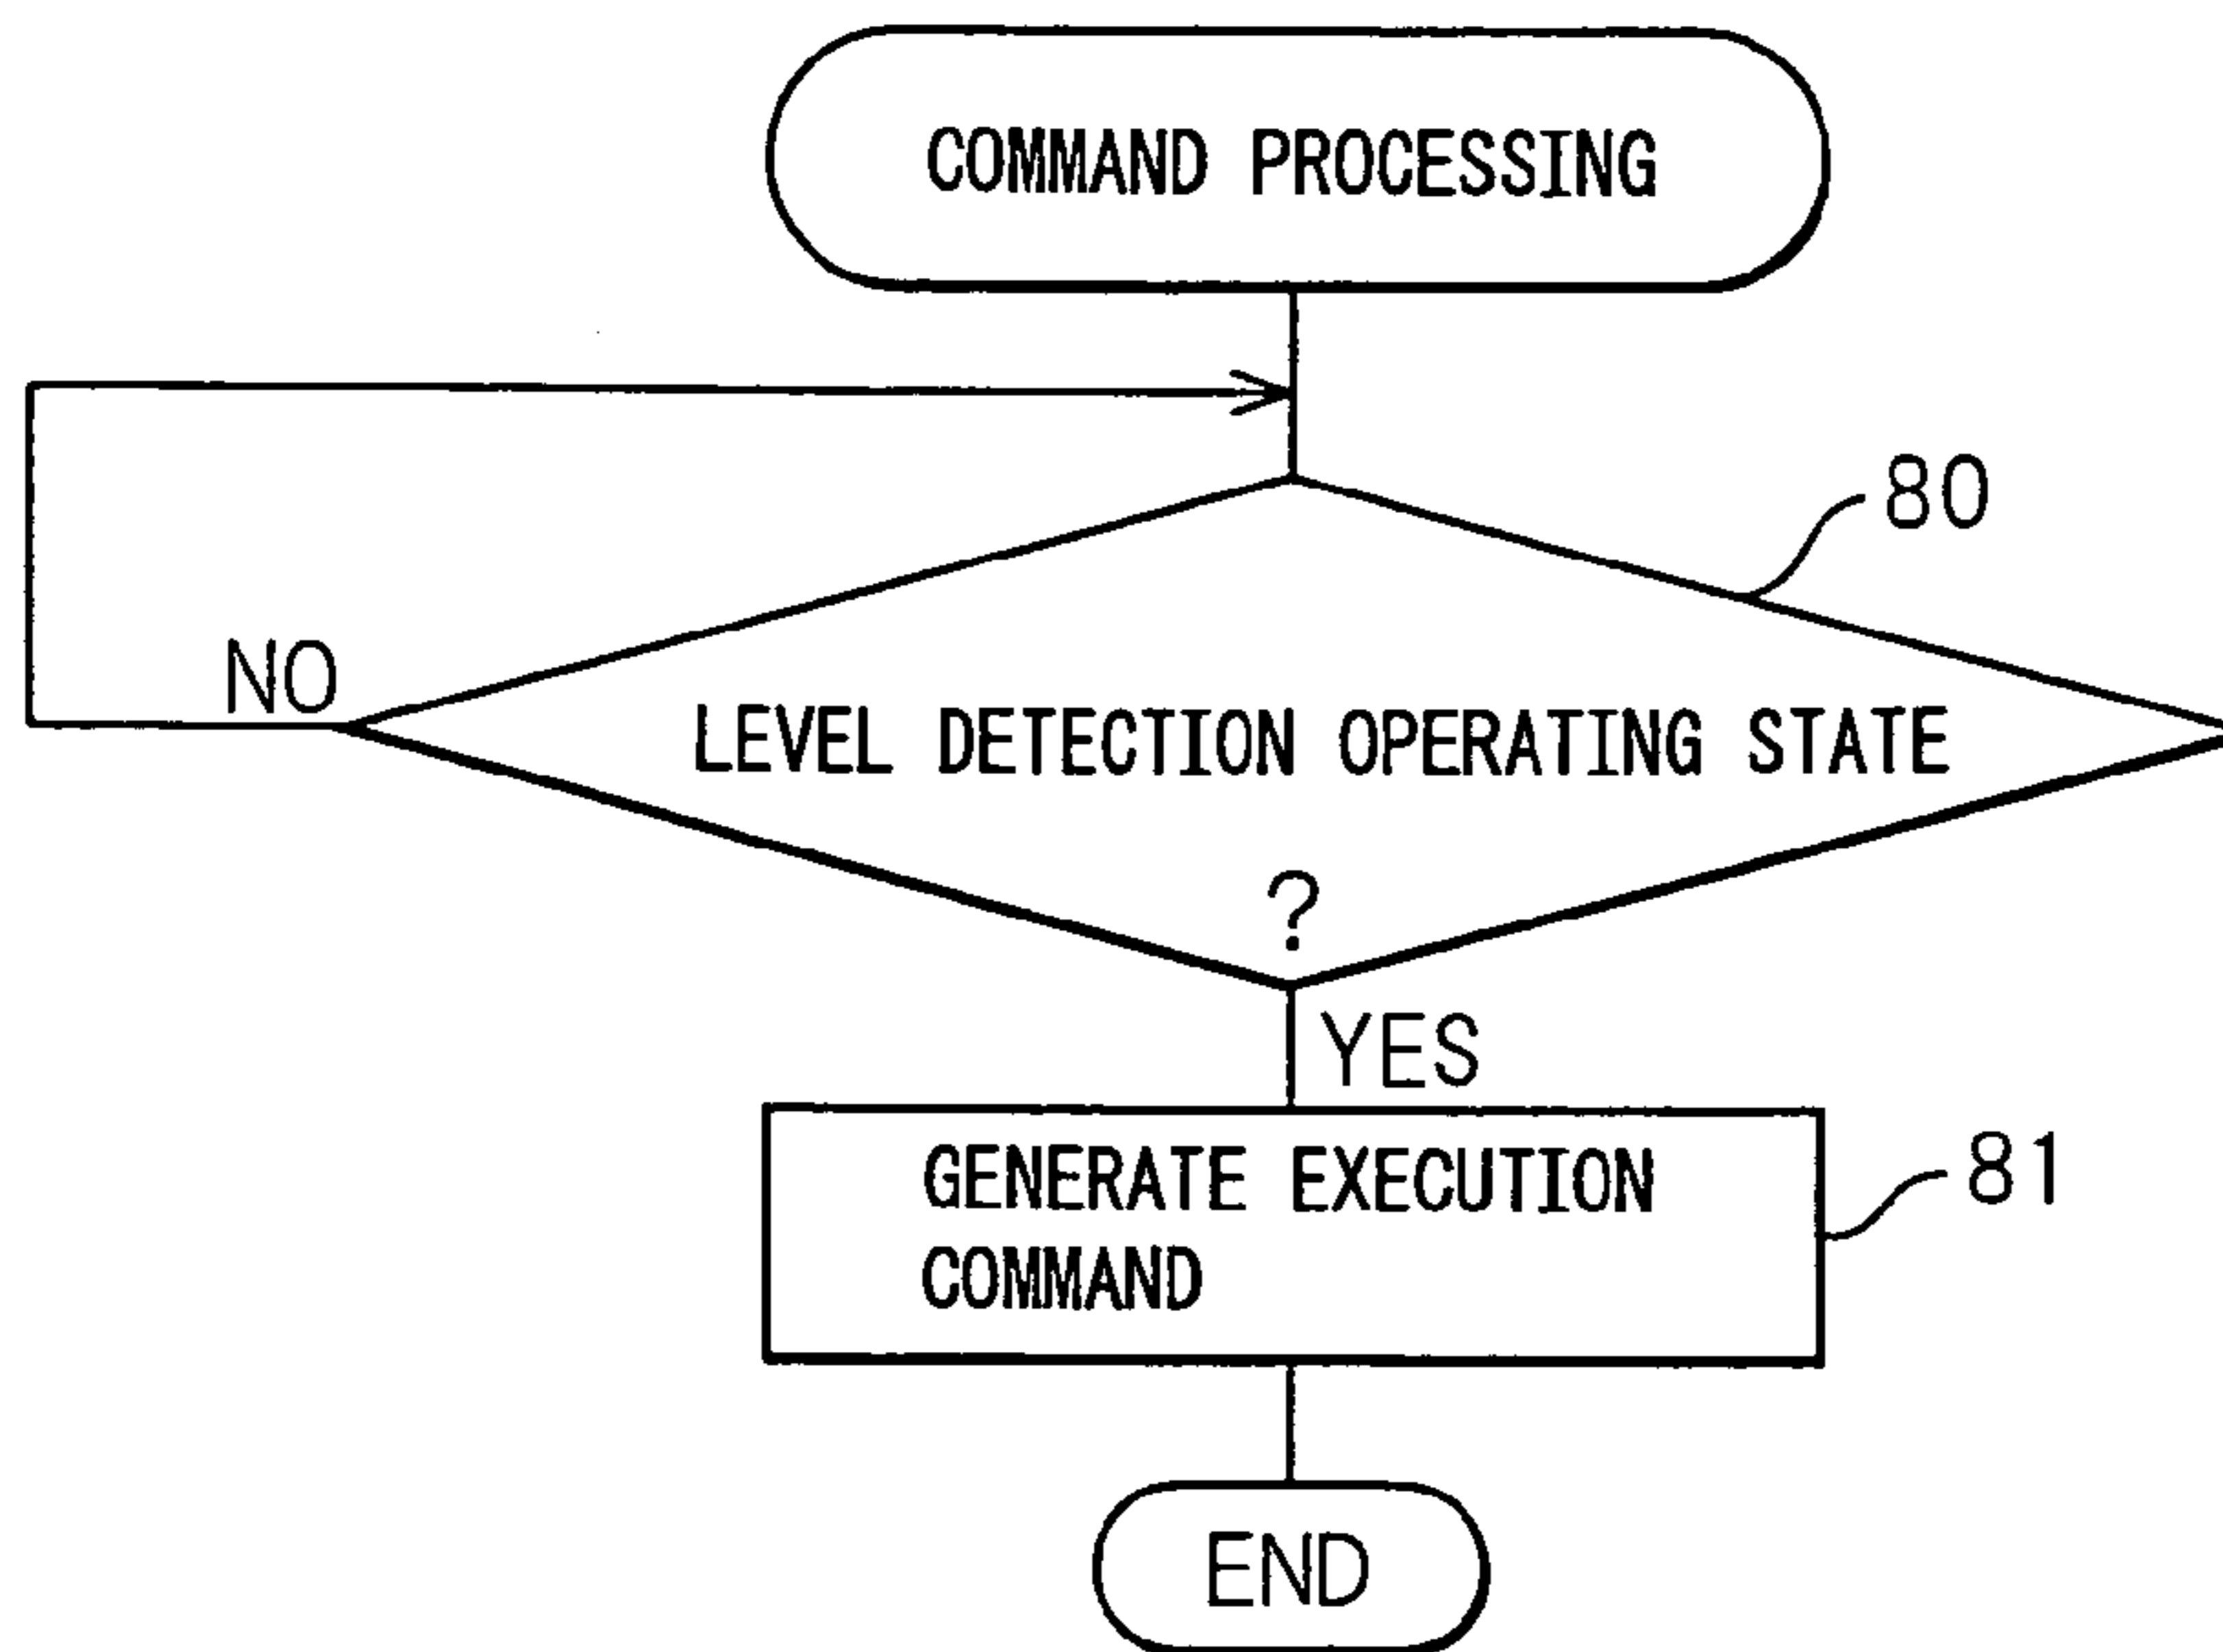 COMMAND PROCESSING
80
NO
LEVEL DETECTION OPERATING STATE
?
YES
GENERATE EXECUTION
COMMAND
81
END